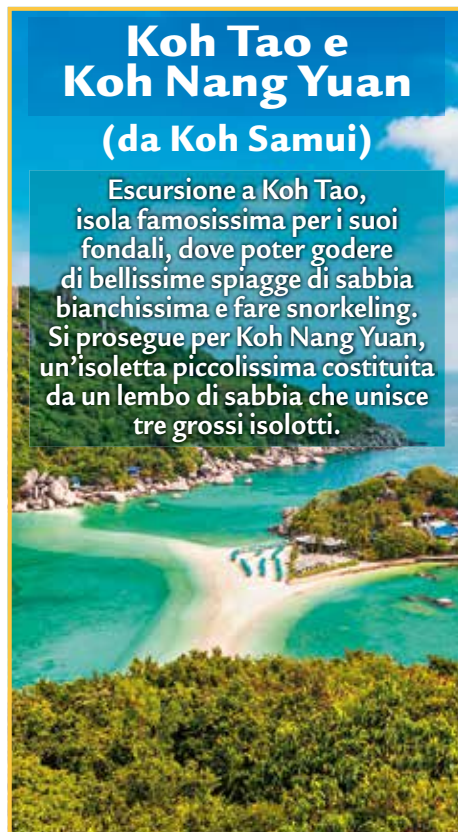 Koh Tao e
Koh Nang Yuan
(da Koh Samui)
Escursione a Koh Tao,
isola famosissima per i suoi
fondali, dove poter godere
di bellissime spiagge di sabbia
bianchissima e fare snorkeling.
Si prosegue per Koh Nang Yuan,
un’isoletta piccolissima costituita
da un lembo di sabbia che unisce
tre grossi isolotti.